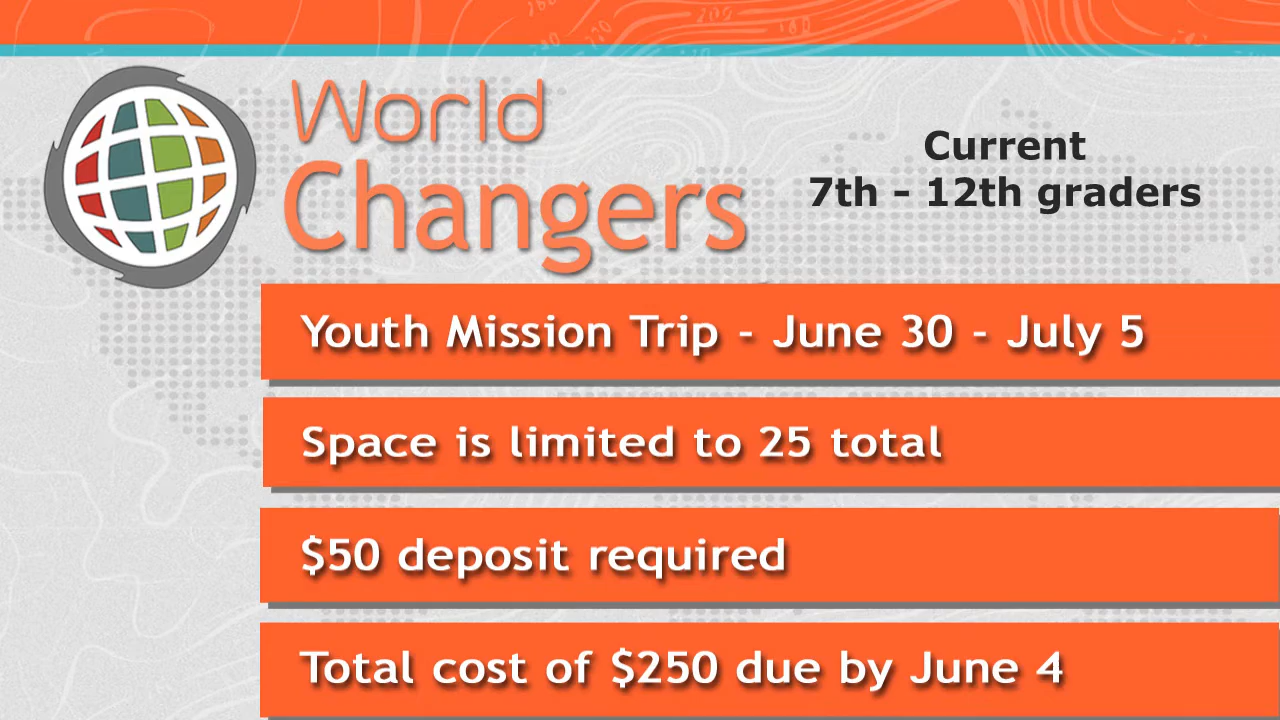 World
Changers
Current
7th - 12th graders
Youth Mission Trip - June 30 - July 5
Space is limited to 25 total
$50 deposit required
Total cost of $250 due by June 4